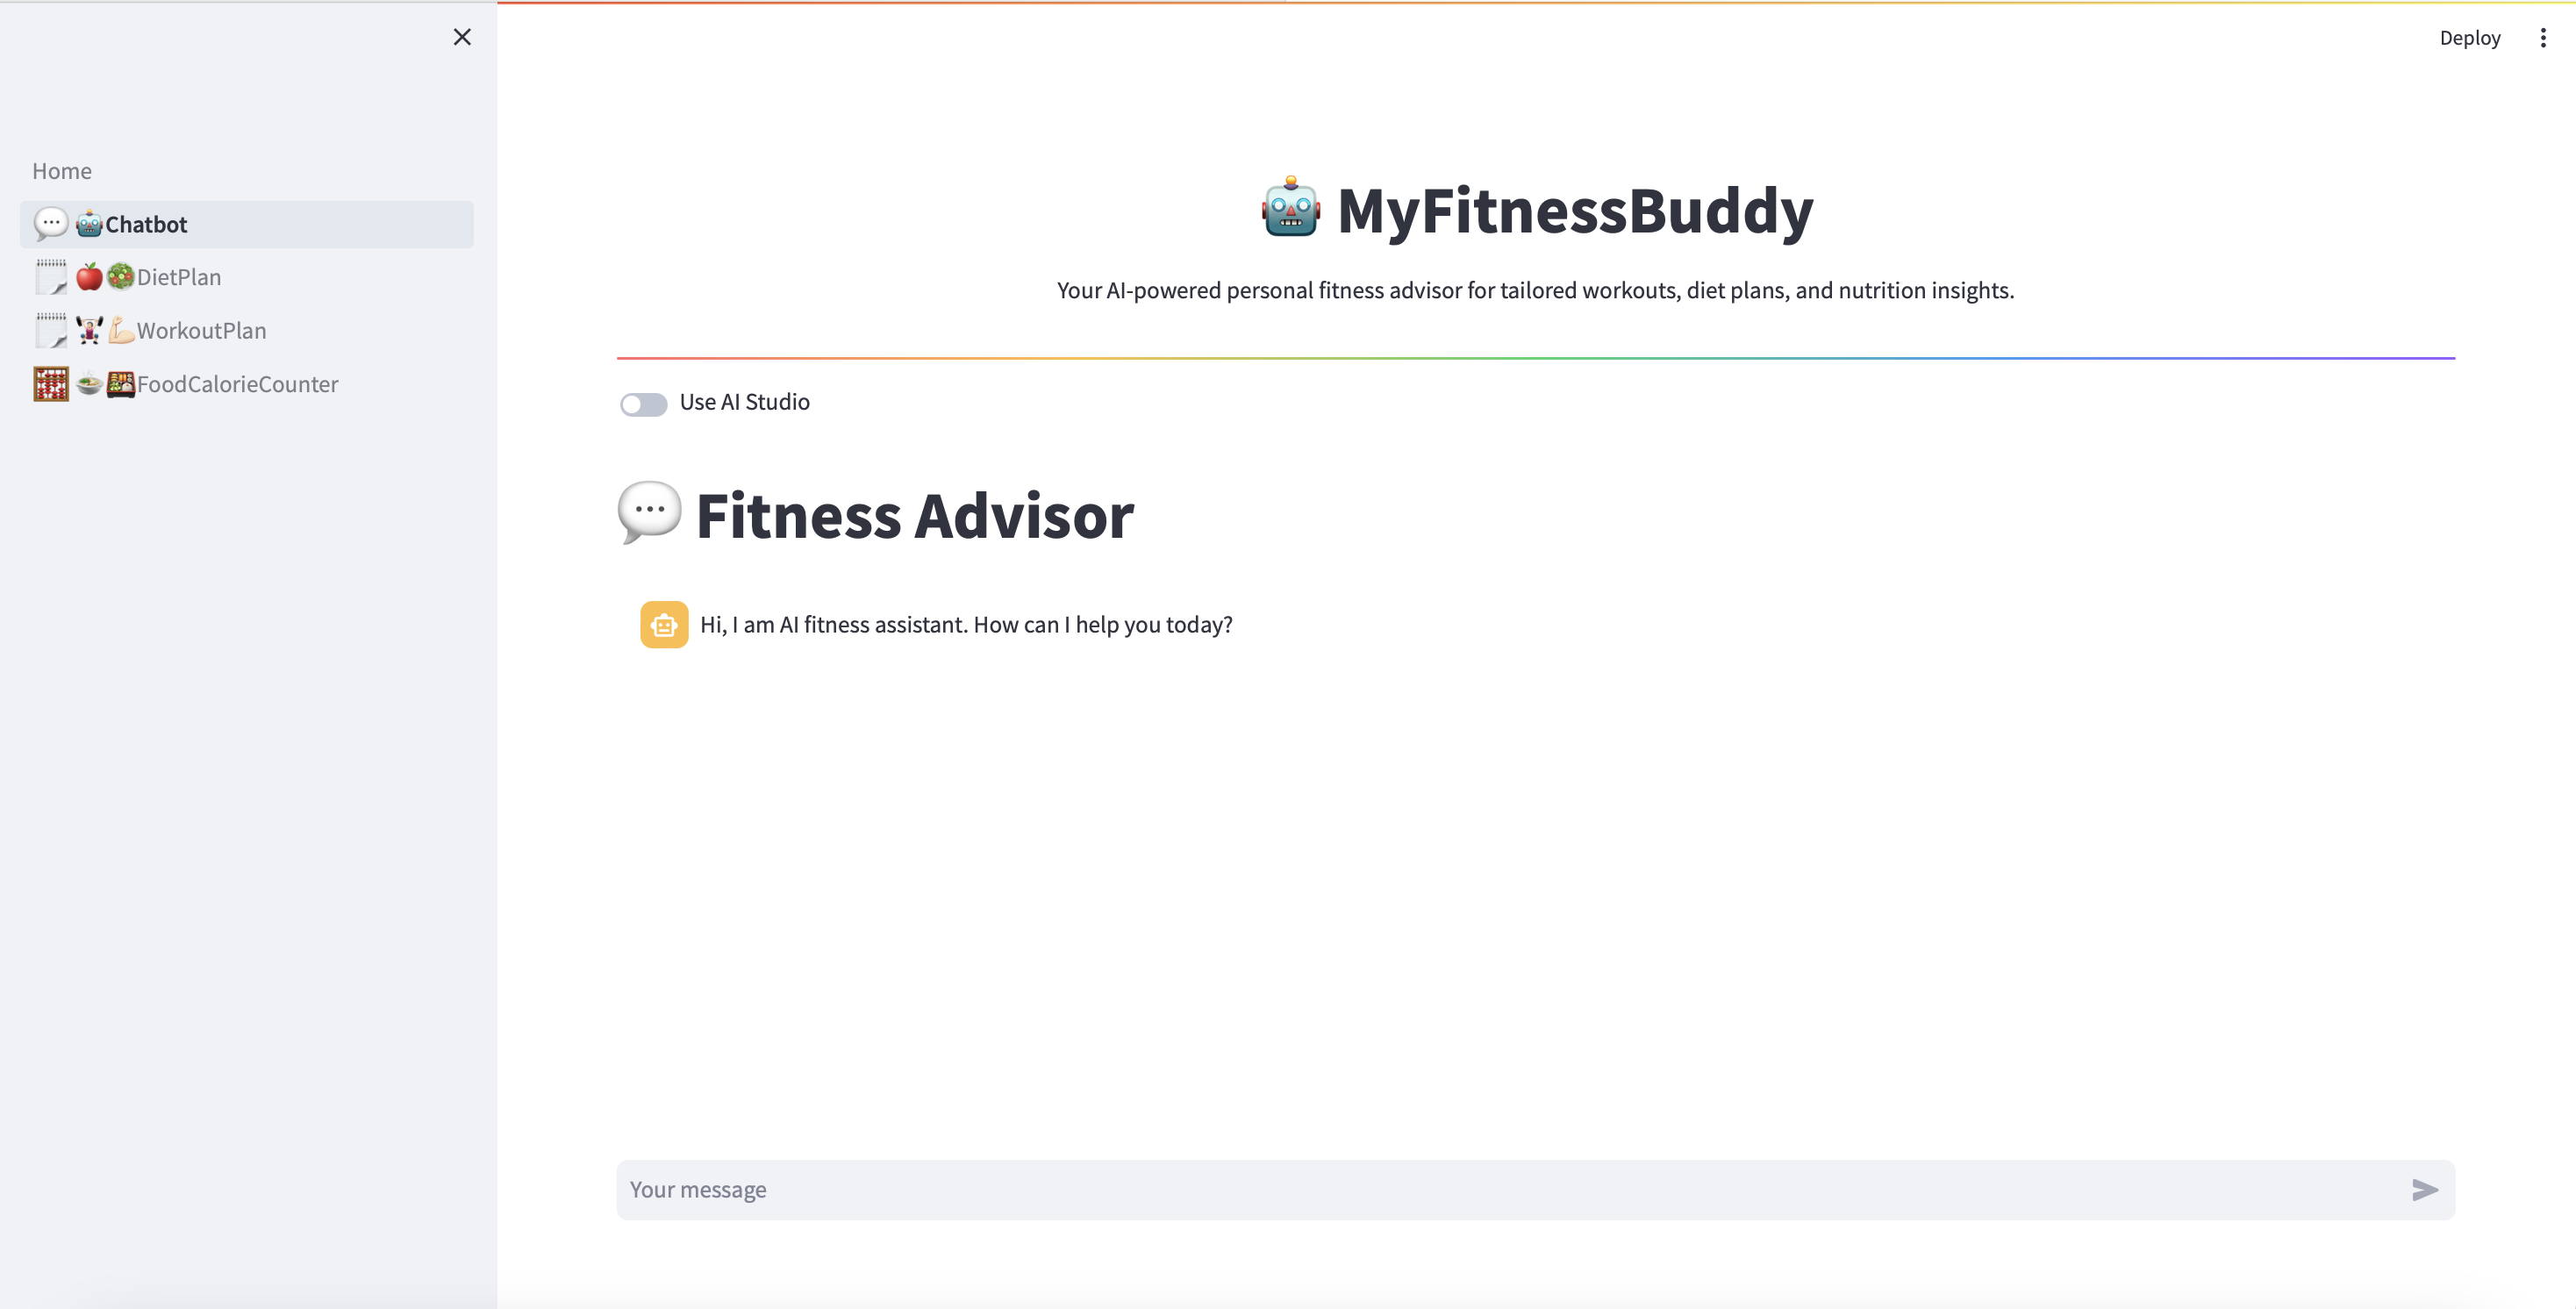 Deploy
Home
Chatbot
DietPlan
WorkoutPlan
FoodCalorieCounter
MyFitnessBuddy
Your AI-powered personal fitness advisor for tailored workouts, diet plans, and nutrition insights.
Use AI Studio
Fitness Advisor
Hi, I am AI fitness assistant. How can I help you today?
Your message